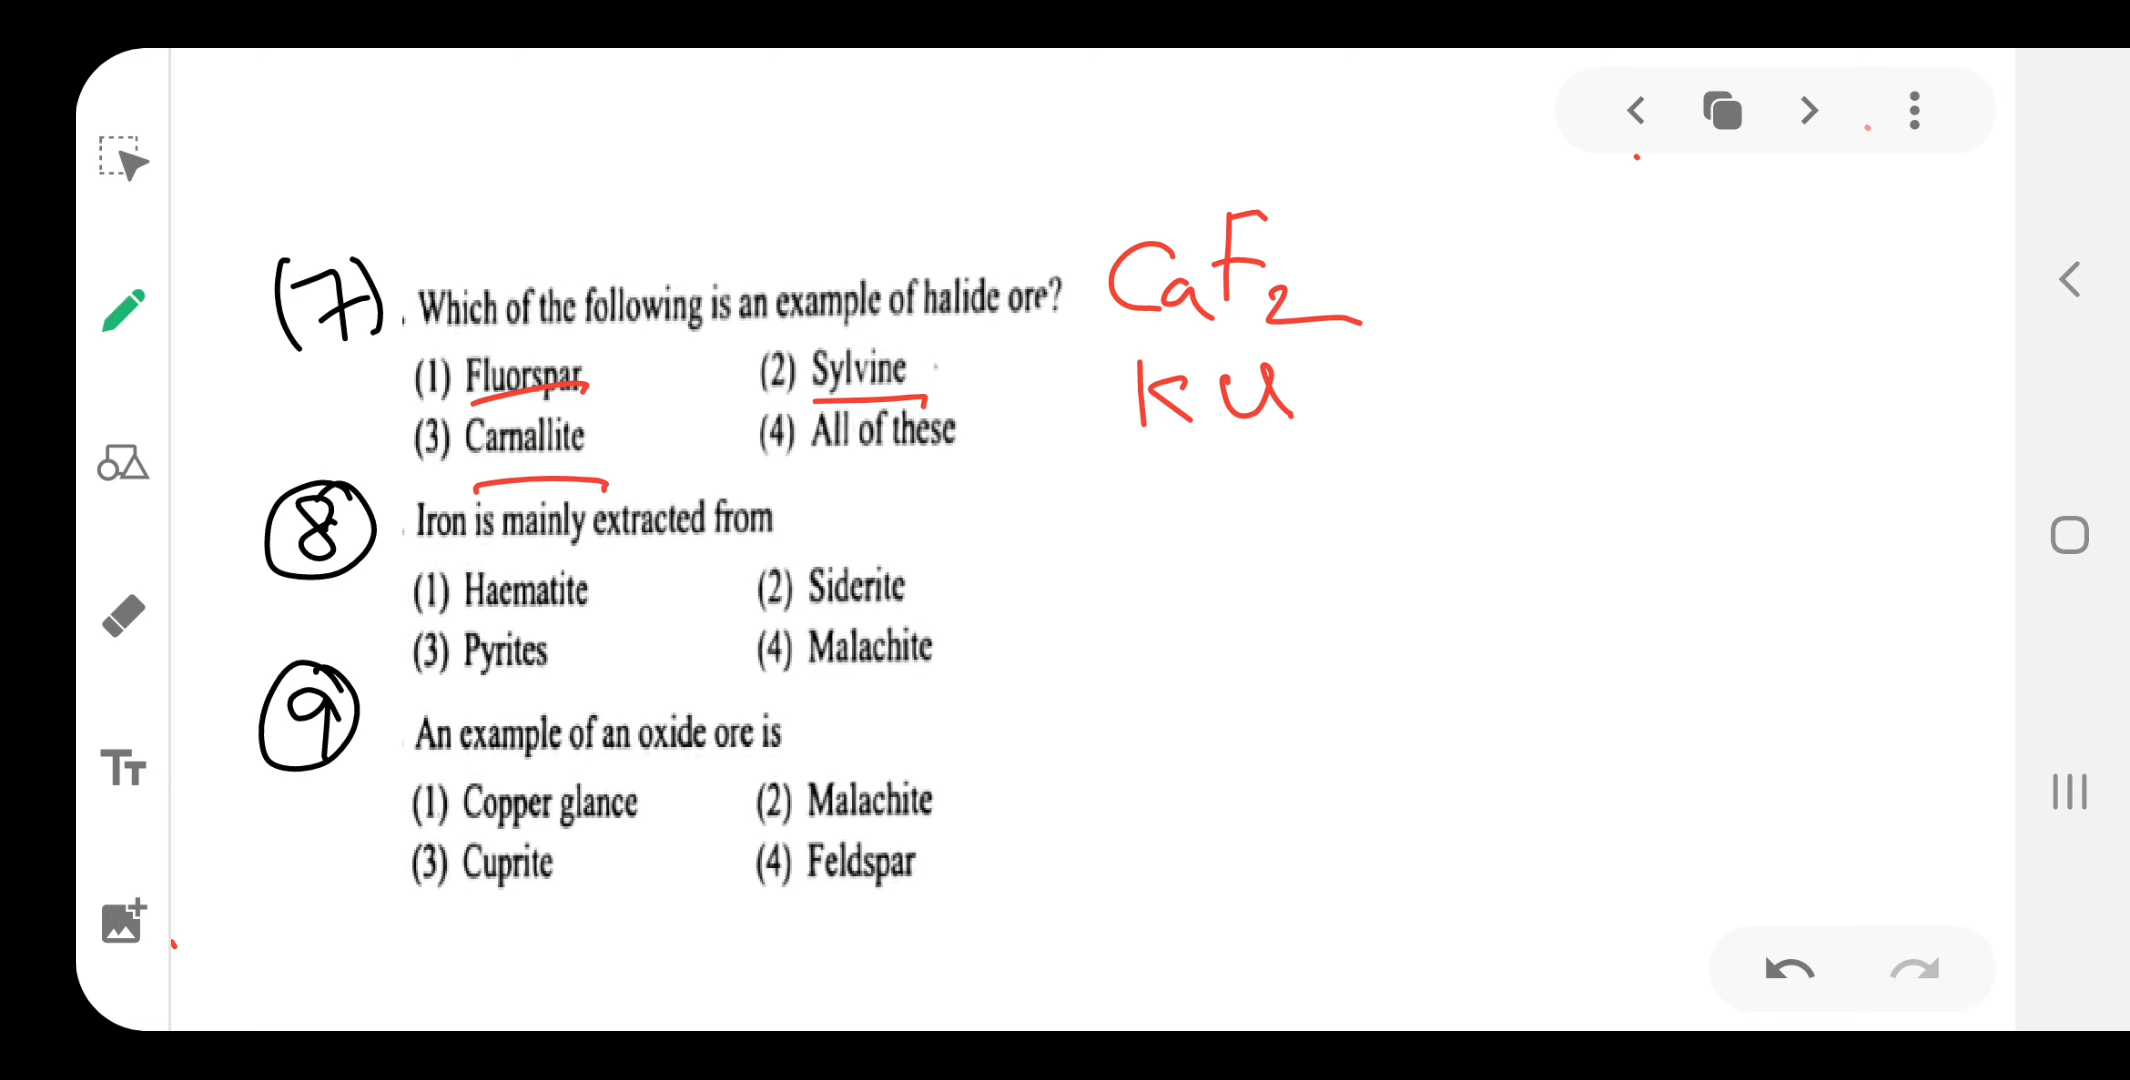 (7) . Which of the following is an example of halide ore? CaF2
(1) Fluorspar (2) Sylvine KCl
(3) Carnallite (4) All of these
8 . Iron is mainly extracted from
(1) Haematite (2) Siderite
(3) Pyrites (4) Malachite
9 An example of an oxide ore is
(1) Copper glance (2) Malachite
(3) Cuprite (4) Feldspar
TT